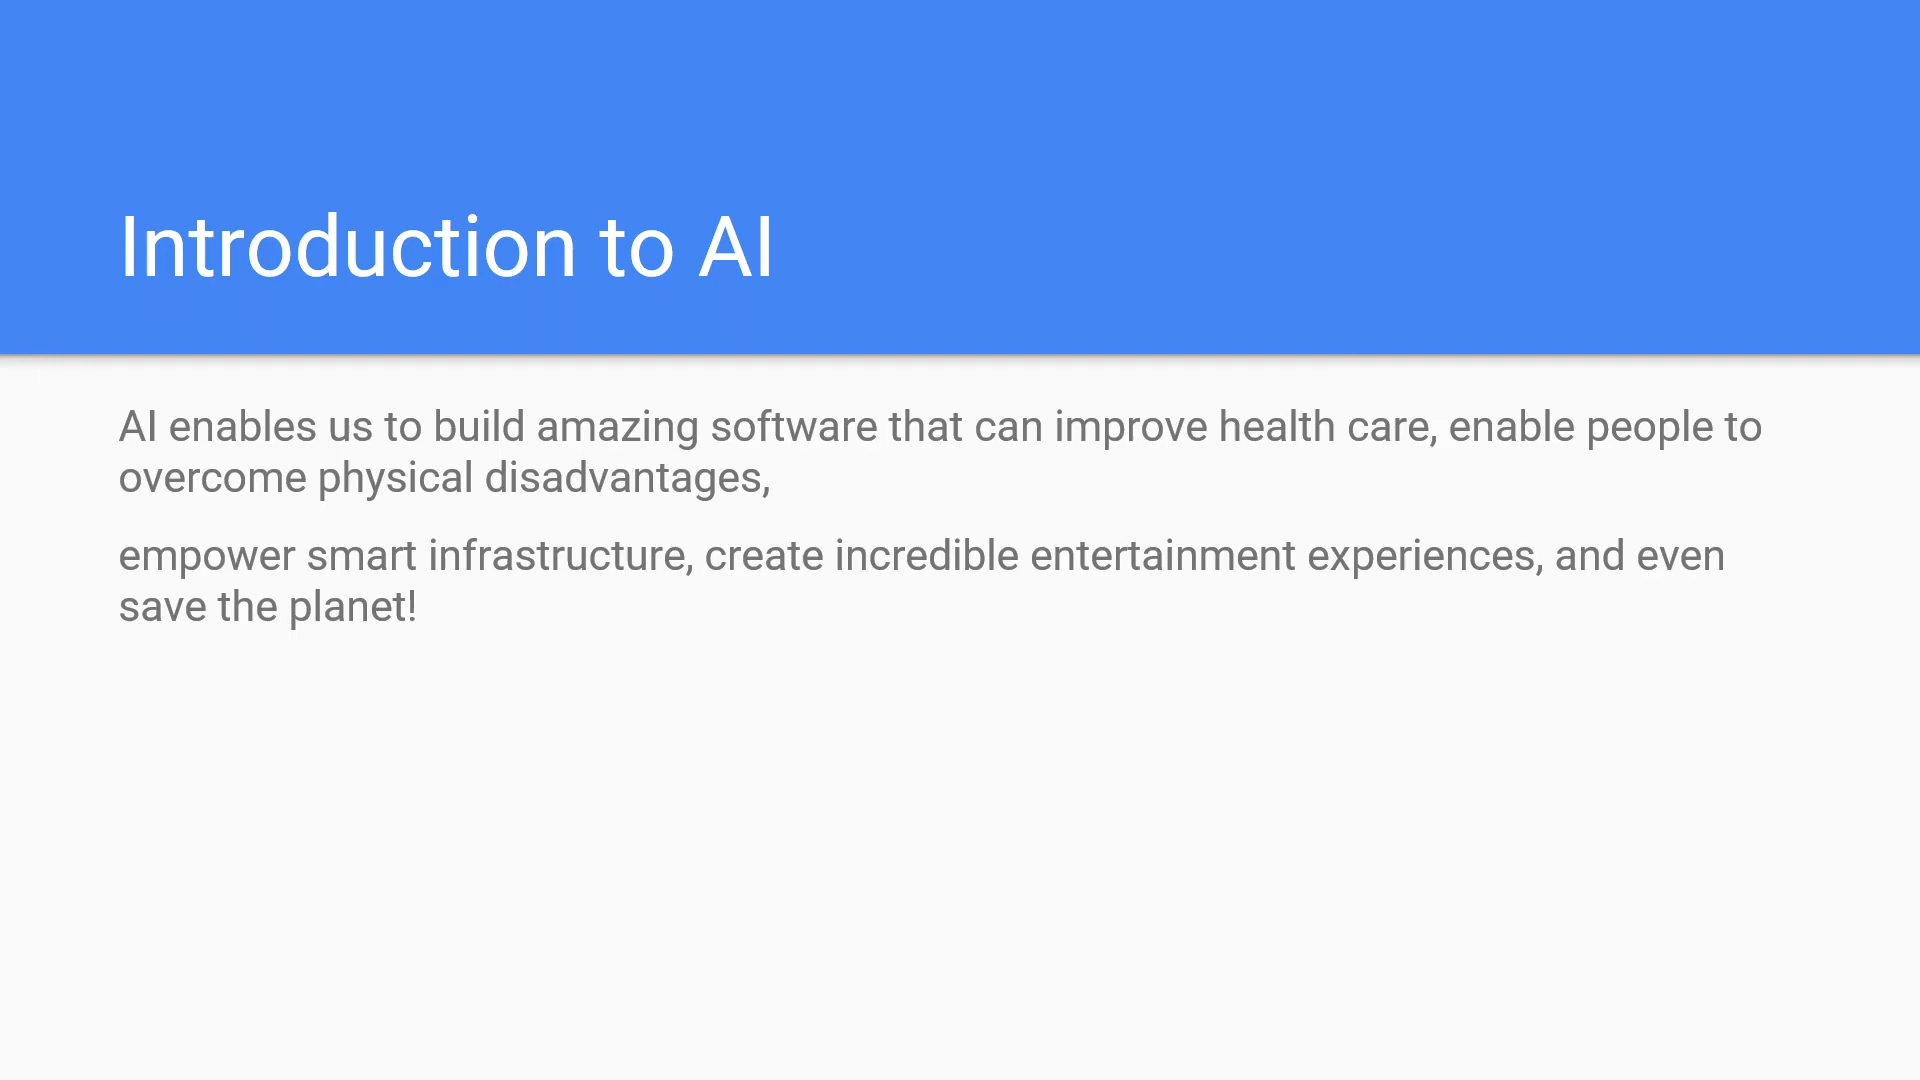 Introduction to AI
AI enables us to build amazing software that can improve health care, enable people to
overcome physical disadvantages,
empower smart infrastructure, create incredible entertainment experiences, and even
save the planet!